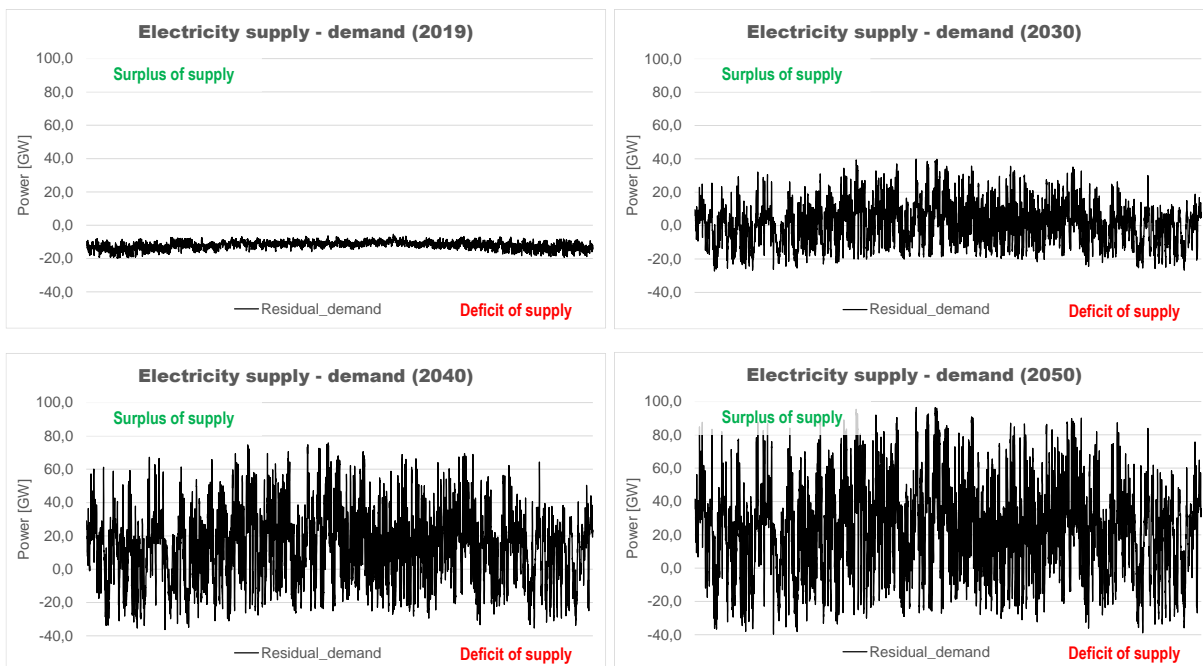 Electricity supply - demand (2019)
100,0
Surplus of supply
80,0
60,0
40,0
20,0
0,0
-20,0
-40,0
Power [GW]
Residual_demand
Deficit of supply
Electricity supply - demand (2030)
100,0
Surplus of supply
80,0
60,0
40,0
20,0
0,0
-20,0
-40,0
Power [GW]
Residual_demand
Deficit of supply
Electricity supply - demand (2040)
100,0
Surplus of supply
80,0
60,0
40,0
20,0
0,0
-20,0
-40,0
Power [GW]
Residual_demand
Deficit of supply
Electricity supply - demand (2050)
100,0
Surplus of supply
80,0
60,0
40,0
20,0
0,0
-20,0
-40,0
Power [GW]
Residual_demand
Deficit of supply